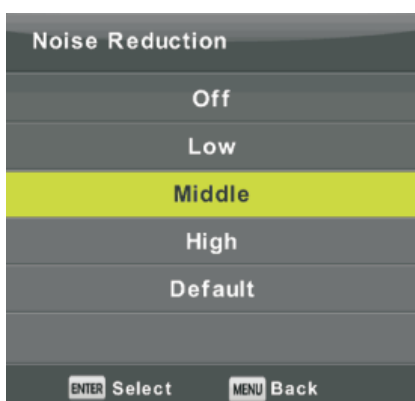 Noise Reduction
Off
Low
Middle
High
Default
ENTER Select MENU Back